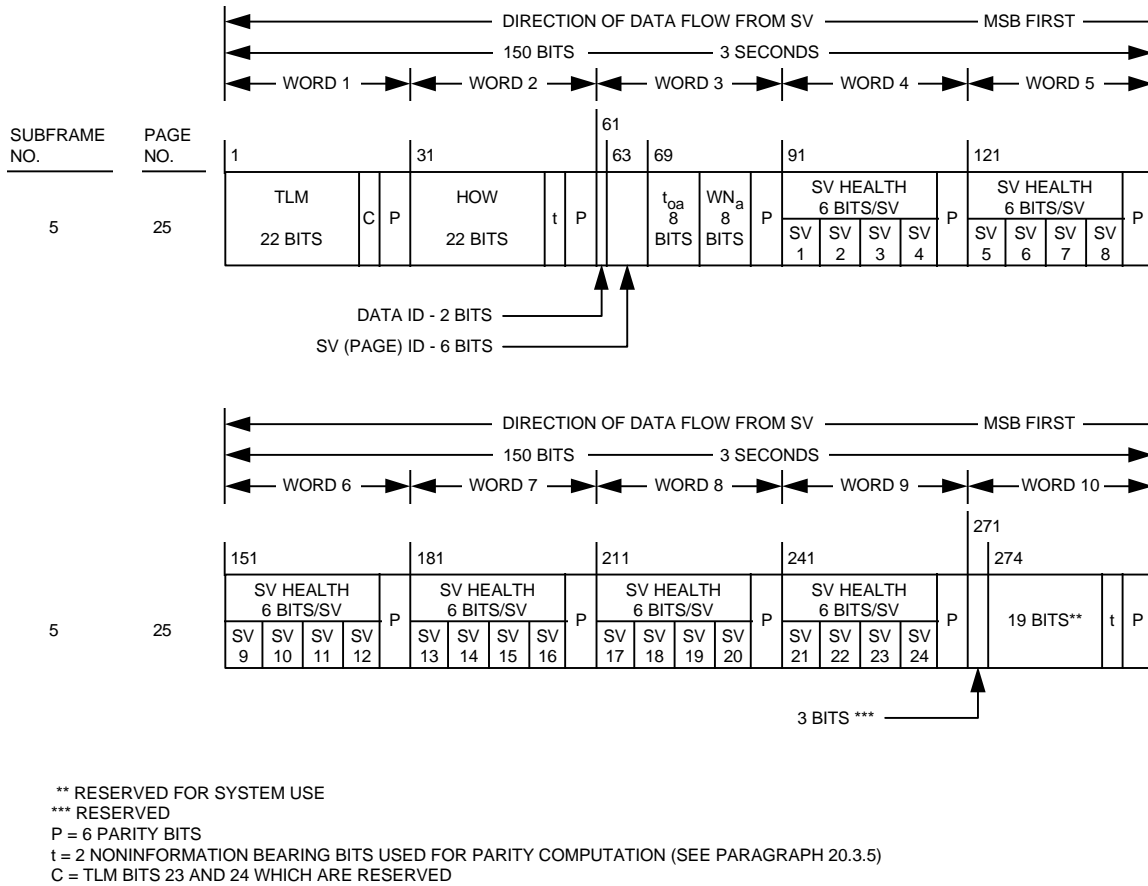 DIRECTION OF DATA FLOW FROM SV MSB FIRST
150 BITS 3 SECONDS
WORD 1 WORD 2 WORD 3 WORD 4 WORD 5
SUBFRAME NO. PAGE NO.
61
1 31 63 69 91 121
5 25
TLM 22 BITS C P
HOW 22 BITS t P
toa 8 BITS
WNa 8 BITS
P
SV HEALTH 6 BITS/SV
SV 1 SV 2 SV 3 SV 4
P
SV HEALTH 6 BITS/SV
SV 5 SV 6 SV 7 SV 8
P
DATA ID - 2 BITS
SV (PAGE) ID - 6 BITS
DIRECTION OF DATA FLOW FROM SV MSB FIRST
150 BITS 3 SECONDS
WORD 6 WORD 7 WORD 8 WORD 9 WORD 10
271
151 181 211 241 274
5 25
SV HEALTH 6 BITS/SV
SV 9 SV 10 SV 11 SV 12
P
SV HEALTH 6 BITS/SV
SV 13 SV 14 SV 15 SV 16
P
SV HEALTH 6 BITS/SV
SV 17 SV 18 SV 19 SV 20
P
SV HEALTH 6 BITS/SV
SV 21 SV 22 SV 23 SV 24
P
19 BITS** t P
3 BITS ***
** RESERVED FOR SYSTEM USE
*** RESERVED
P = 6 PARITY BITS
t = 2 NONINFORMATION BEARING BITS USED FOR PARITY COMPUTATION (SEE PARAGRAPH 20.3.5)
C = TLM BITS 23 AND 24 WHICH ARE RESERVED